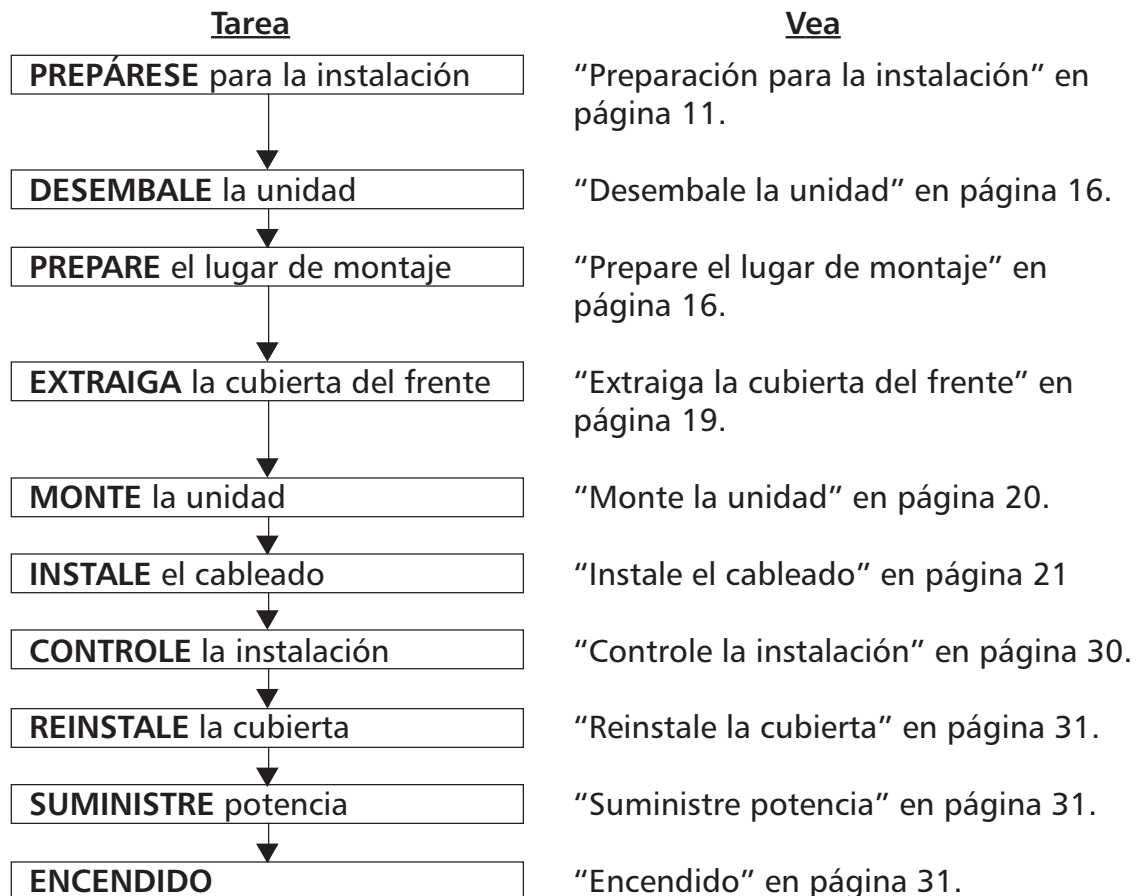 Tarea Vea
PREPÁRESE para la instalación “Preparación para la instalación” en
página 11.
DESEMBALE la unidad “Desembale la unidad” en página 16.
PREPARE el lugar de montaje “Prepare el lugar de montaje” en
página 16.
EXTRAIGA la cubierta del frente “Extraiga la cubierta del frente” en
página 19.
MONTE la unidad “Monte la unidad” en página 20.
INSTALE el cableado “Instale el cableado” en página 21
CONTROLE la instalación “Controle la instalación” en página 30.
REINSTALE la cubierta “Reinstale la cubierta” en página 31.
SUMINISTRE potencia “Suministre potencia” en página 31.
ENCENDIDO “Encendido” en página 31.